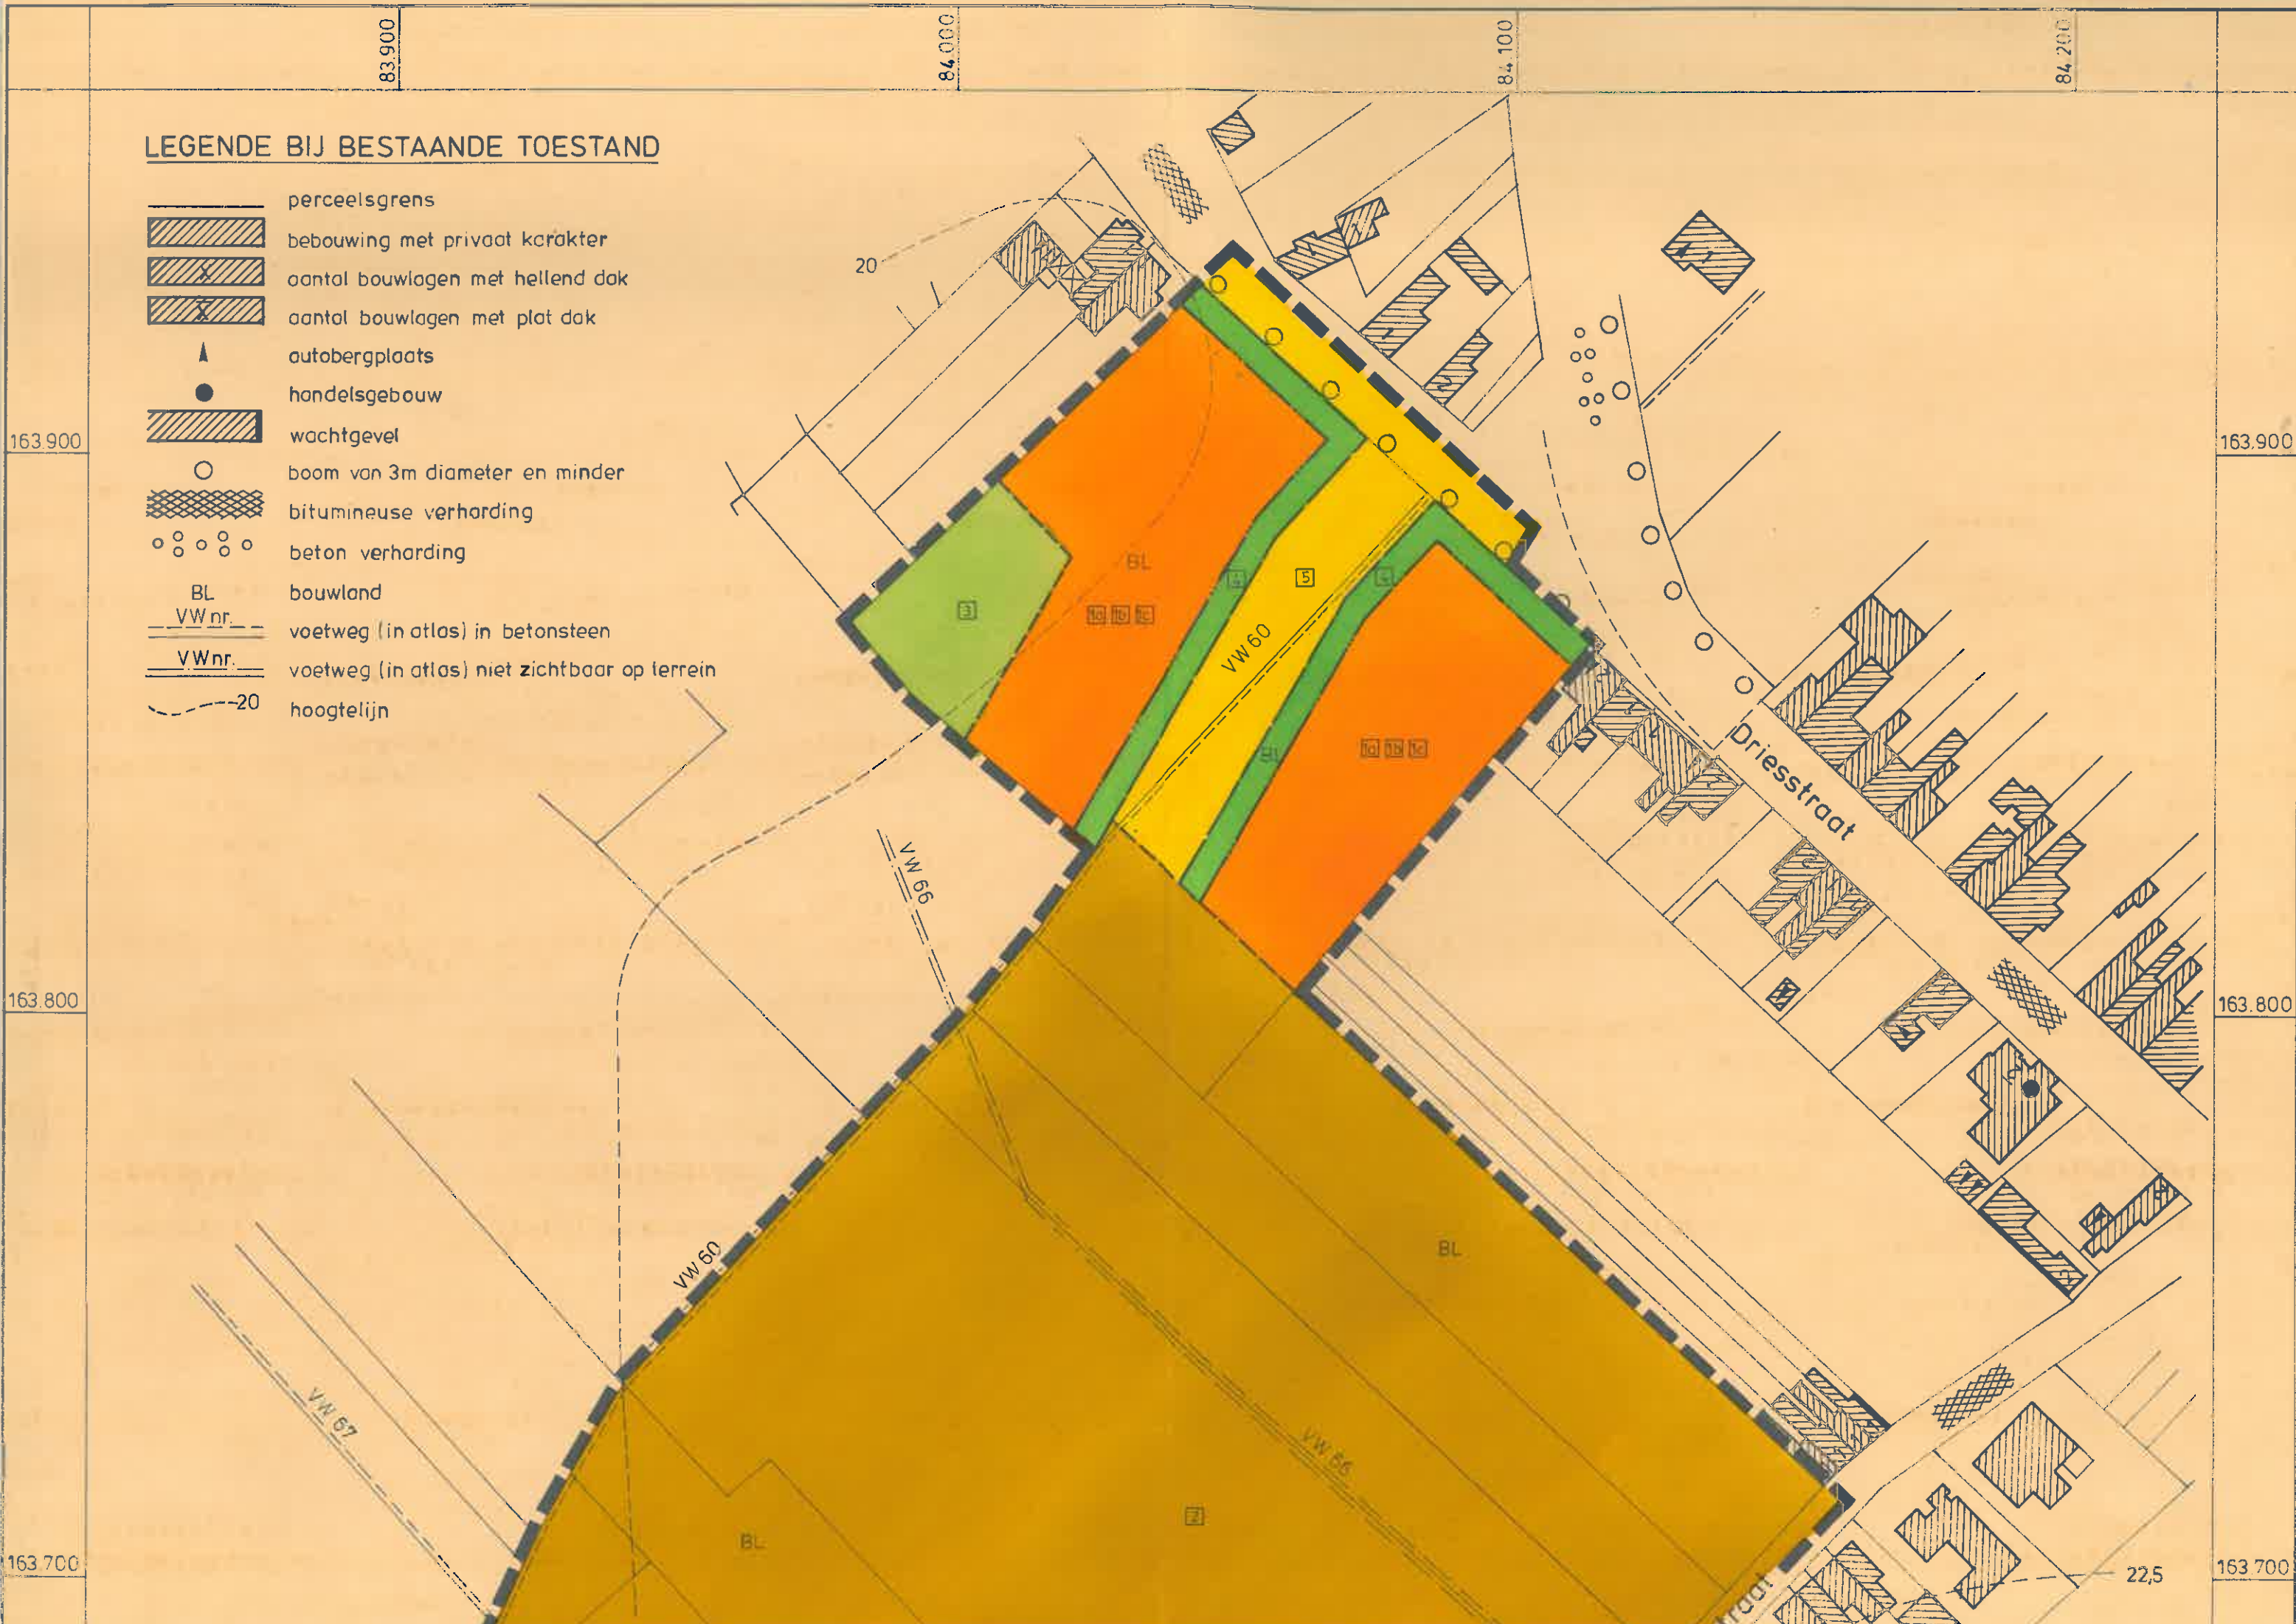 83.900
84.000
84.100
84.200
LEGENDE BIJ BESTAANDE TOESTAND
perceelsgrens
bebouwing met privaat karakter
x aantal bouwlagen met hellend dak
x aantal bouwlagen met plat dak
autobergplaats
handelsgebouw
wachtgevel
boom van 3m diameter en minder
bitumineuse verharding
beton verharding
BL bouwland
VW nr. voetweg (in atlas) in betonsteen
VW nr. voetweg (in atlas) niet zichtbaar op terrein
20 hoogtelijn
20
163.900
163.900
BL
4
5
4
3
1a 1b 1c
VW 60
BL
1a 1b 1c
Driesstraat
VW 66
163.800
163.800
VW 60
BL
VW 67
VW 66
2
BL
163.700
163.700
22,5
raat